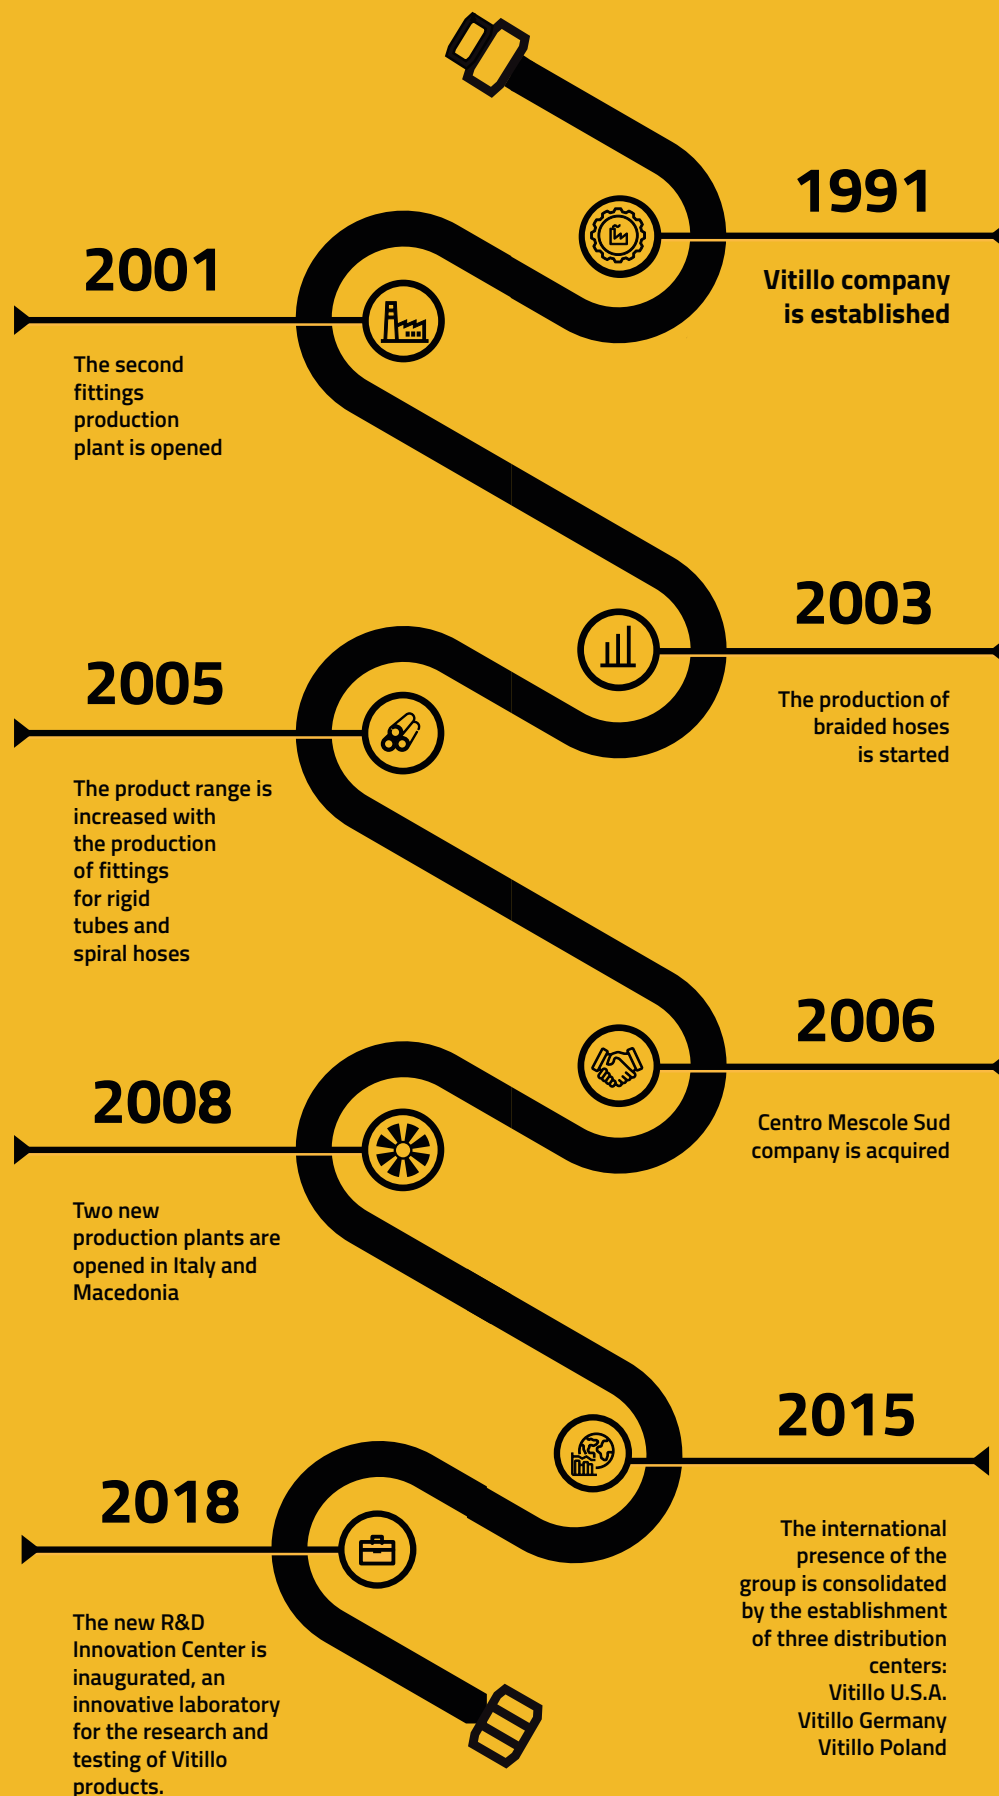 1991
Vitillo company
is established
2001
The second
fittings
production
plant is opened
2003
The production of
braided hoses
is started
2005
The product range is
increased with
the production
of fittings
for rigid
tubes and
spiral hoses
2006
Centro Mescole Sud
company is acquired
2008
Two new
production plants are
opened in Italy and
Macedonia
2015
The international
presence of the
group is consolidated
by the establishment
of three distribution
centers:
Vitillo U.S.A.
Vitillo Germany
Vitillo Poland
2018
The new R&D
Innovation Center is
inaugurated, an
innovative laboratory
for the research and
testing of Vitillo
products.